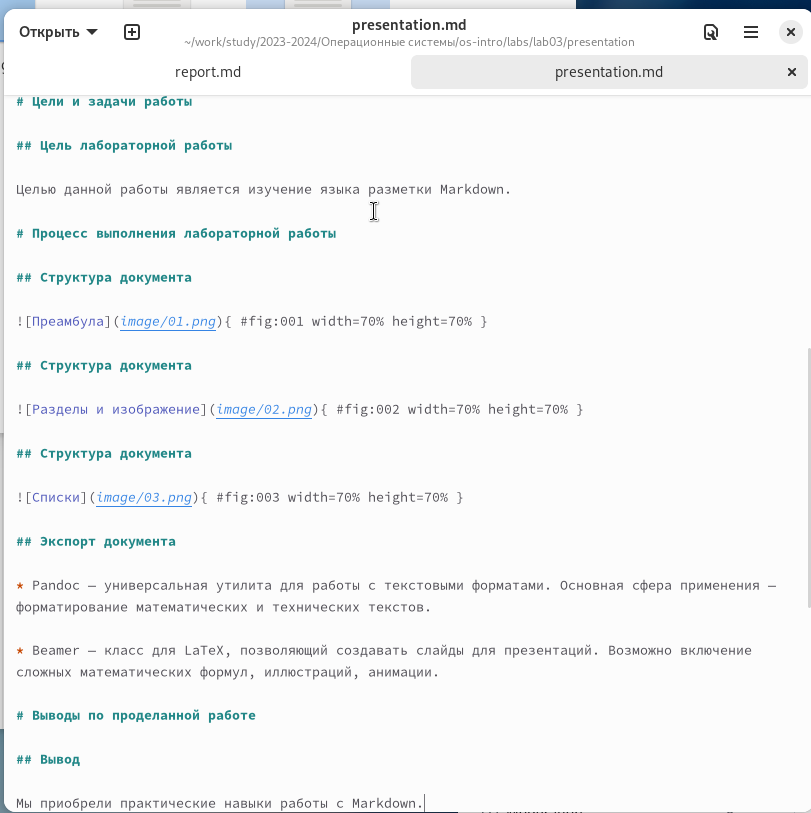 Открыть
presentation.md
~/work/study/2023-2024/Операционные системы/os-intro/labs/lab03/presentation
report.md
presentation.md
# Цели и задачи работы
## Цель лабораторной работы
Целью данной работы является изучение языка разметки Markdown.
# Процесс выполнения лабораторной работы
## Структура документа
![Преамбула](image/01.png){ #fig:001 width=70% height=70% }
## Структура документа
![Разделы и изображение](image/02.png){ #fig:002 width=70% height=70% }
## Структура документа
![Списки](image/03.png){ #fig:003 width=70% height=70% }
## Экспорт документа
* Pandoc — универсальная утилита для работы с текстовыми форматами. Основная сфера применения —
форматирование математических и технических текстов.
* Beamer — класс для LaTeX, позволяющий создавать слайды для презентаций. Возможно включение
сложных математических формул, иллюстраций, анимации.
# Выводы по проделанной работе
## Вывод
Мы приобрели практические навыки работы с Markdown.